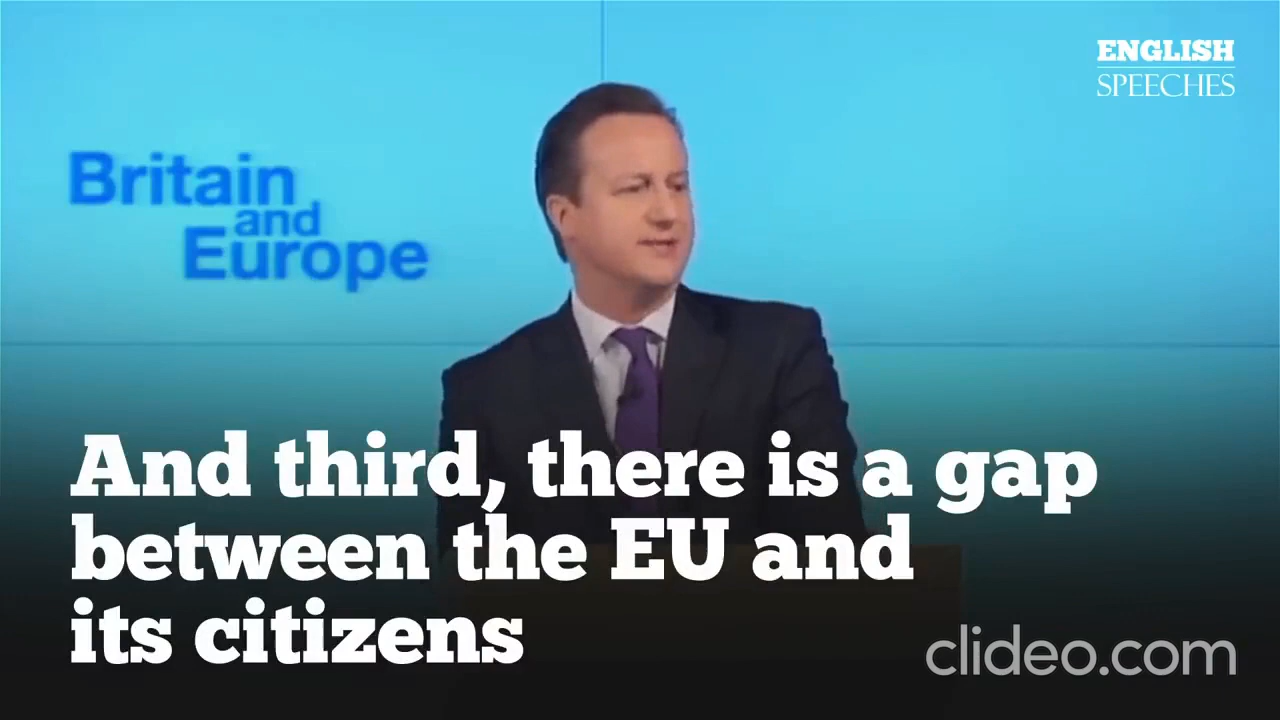 ENGLISH
SPEECHES
Britain
and
Europe
And third, there is a gap
between the EU and
its citizens
clideo.com